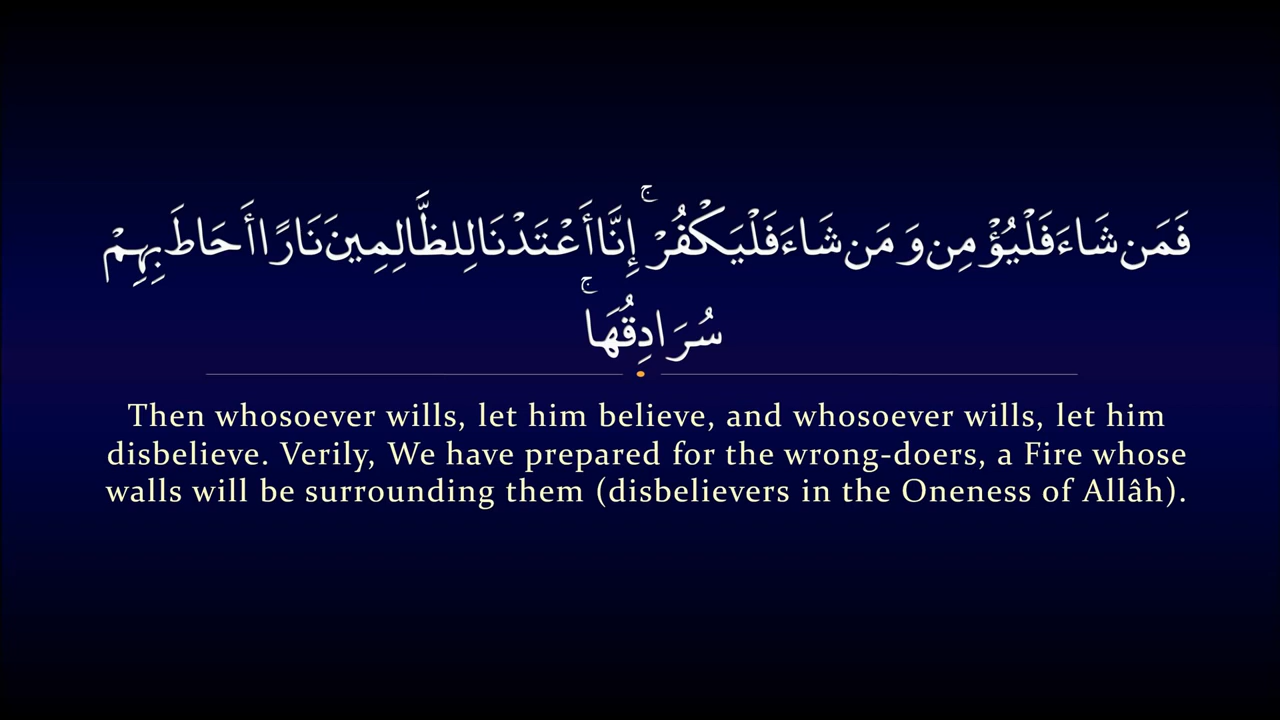 فَمَن شَاءَ فَلْيُؤْمِن وَمَن شَاءَ فَلْيَكْفُرْ ۚ إِنَّا أَعْتَدْنَا لِلظَّالِمِينَ نَارًا أَحَاطَ بِهِمْ
سُرَادِقُهَا ۚ
Then whosoever wills, let him believe, and whosoever wills, let him
disbelieve. Verily, We have prepared for the wrong-doers, a Fire whose
walls will be surrounding them (disbelievers in the Oneness of Allâh).